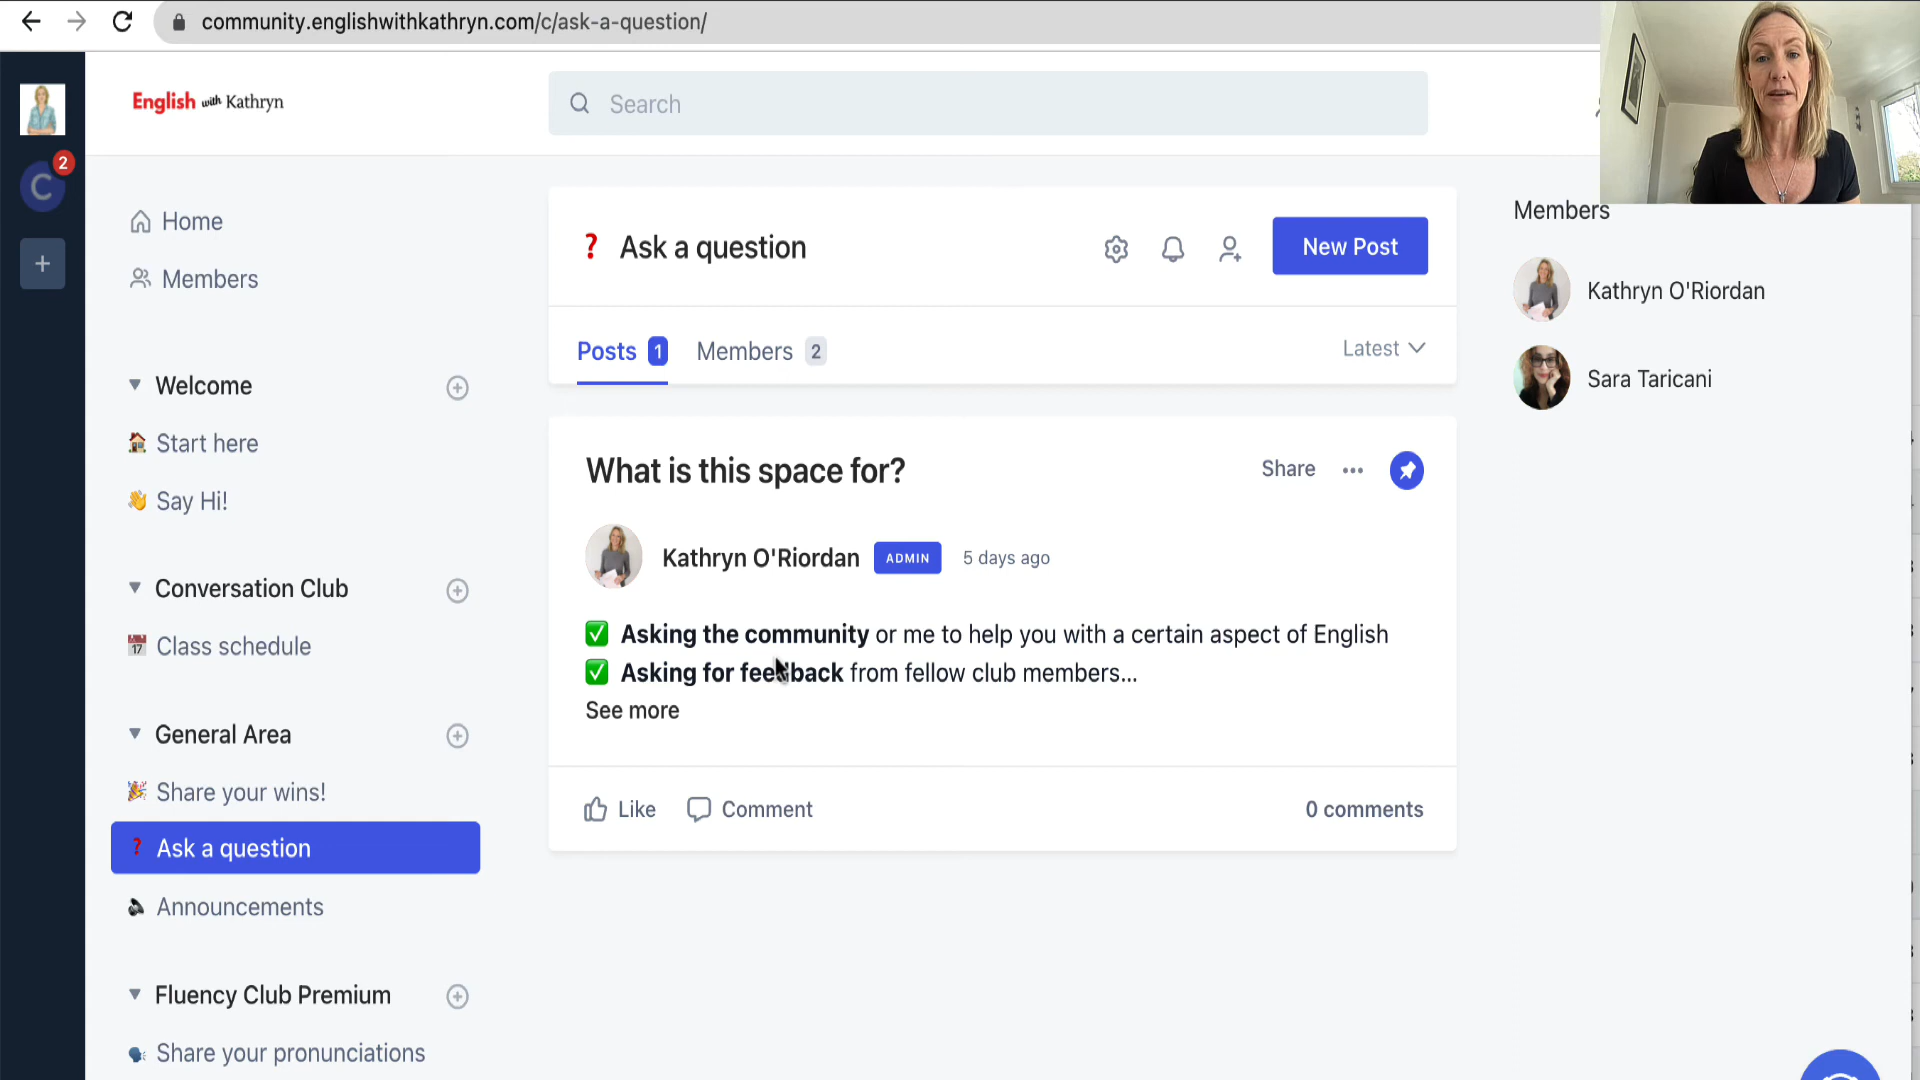 community.englishwithkathryn.com/c/ask-a-question/
English with Kathryn
Search
2
C
Home
Members
Welcome
Start here
Say Hi!
Conversation Club
17
Class schedule
General Area
Share your wins!
Ask a question
Announcements
Fluency Club Premium
Share your pronunciations
Ask a question
New Post
Posts 1
Members 2
Latest
What is this space for?
Share
Kathryn O'Riordan ADMIN 5 days ago
Asking the community or me to help you with a certain aspect of English
Asking for feedback from fellow club members...
See more
Like
Comment
0 comments
Members
Kathryn O'Riordan
Sara Taricani